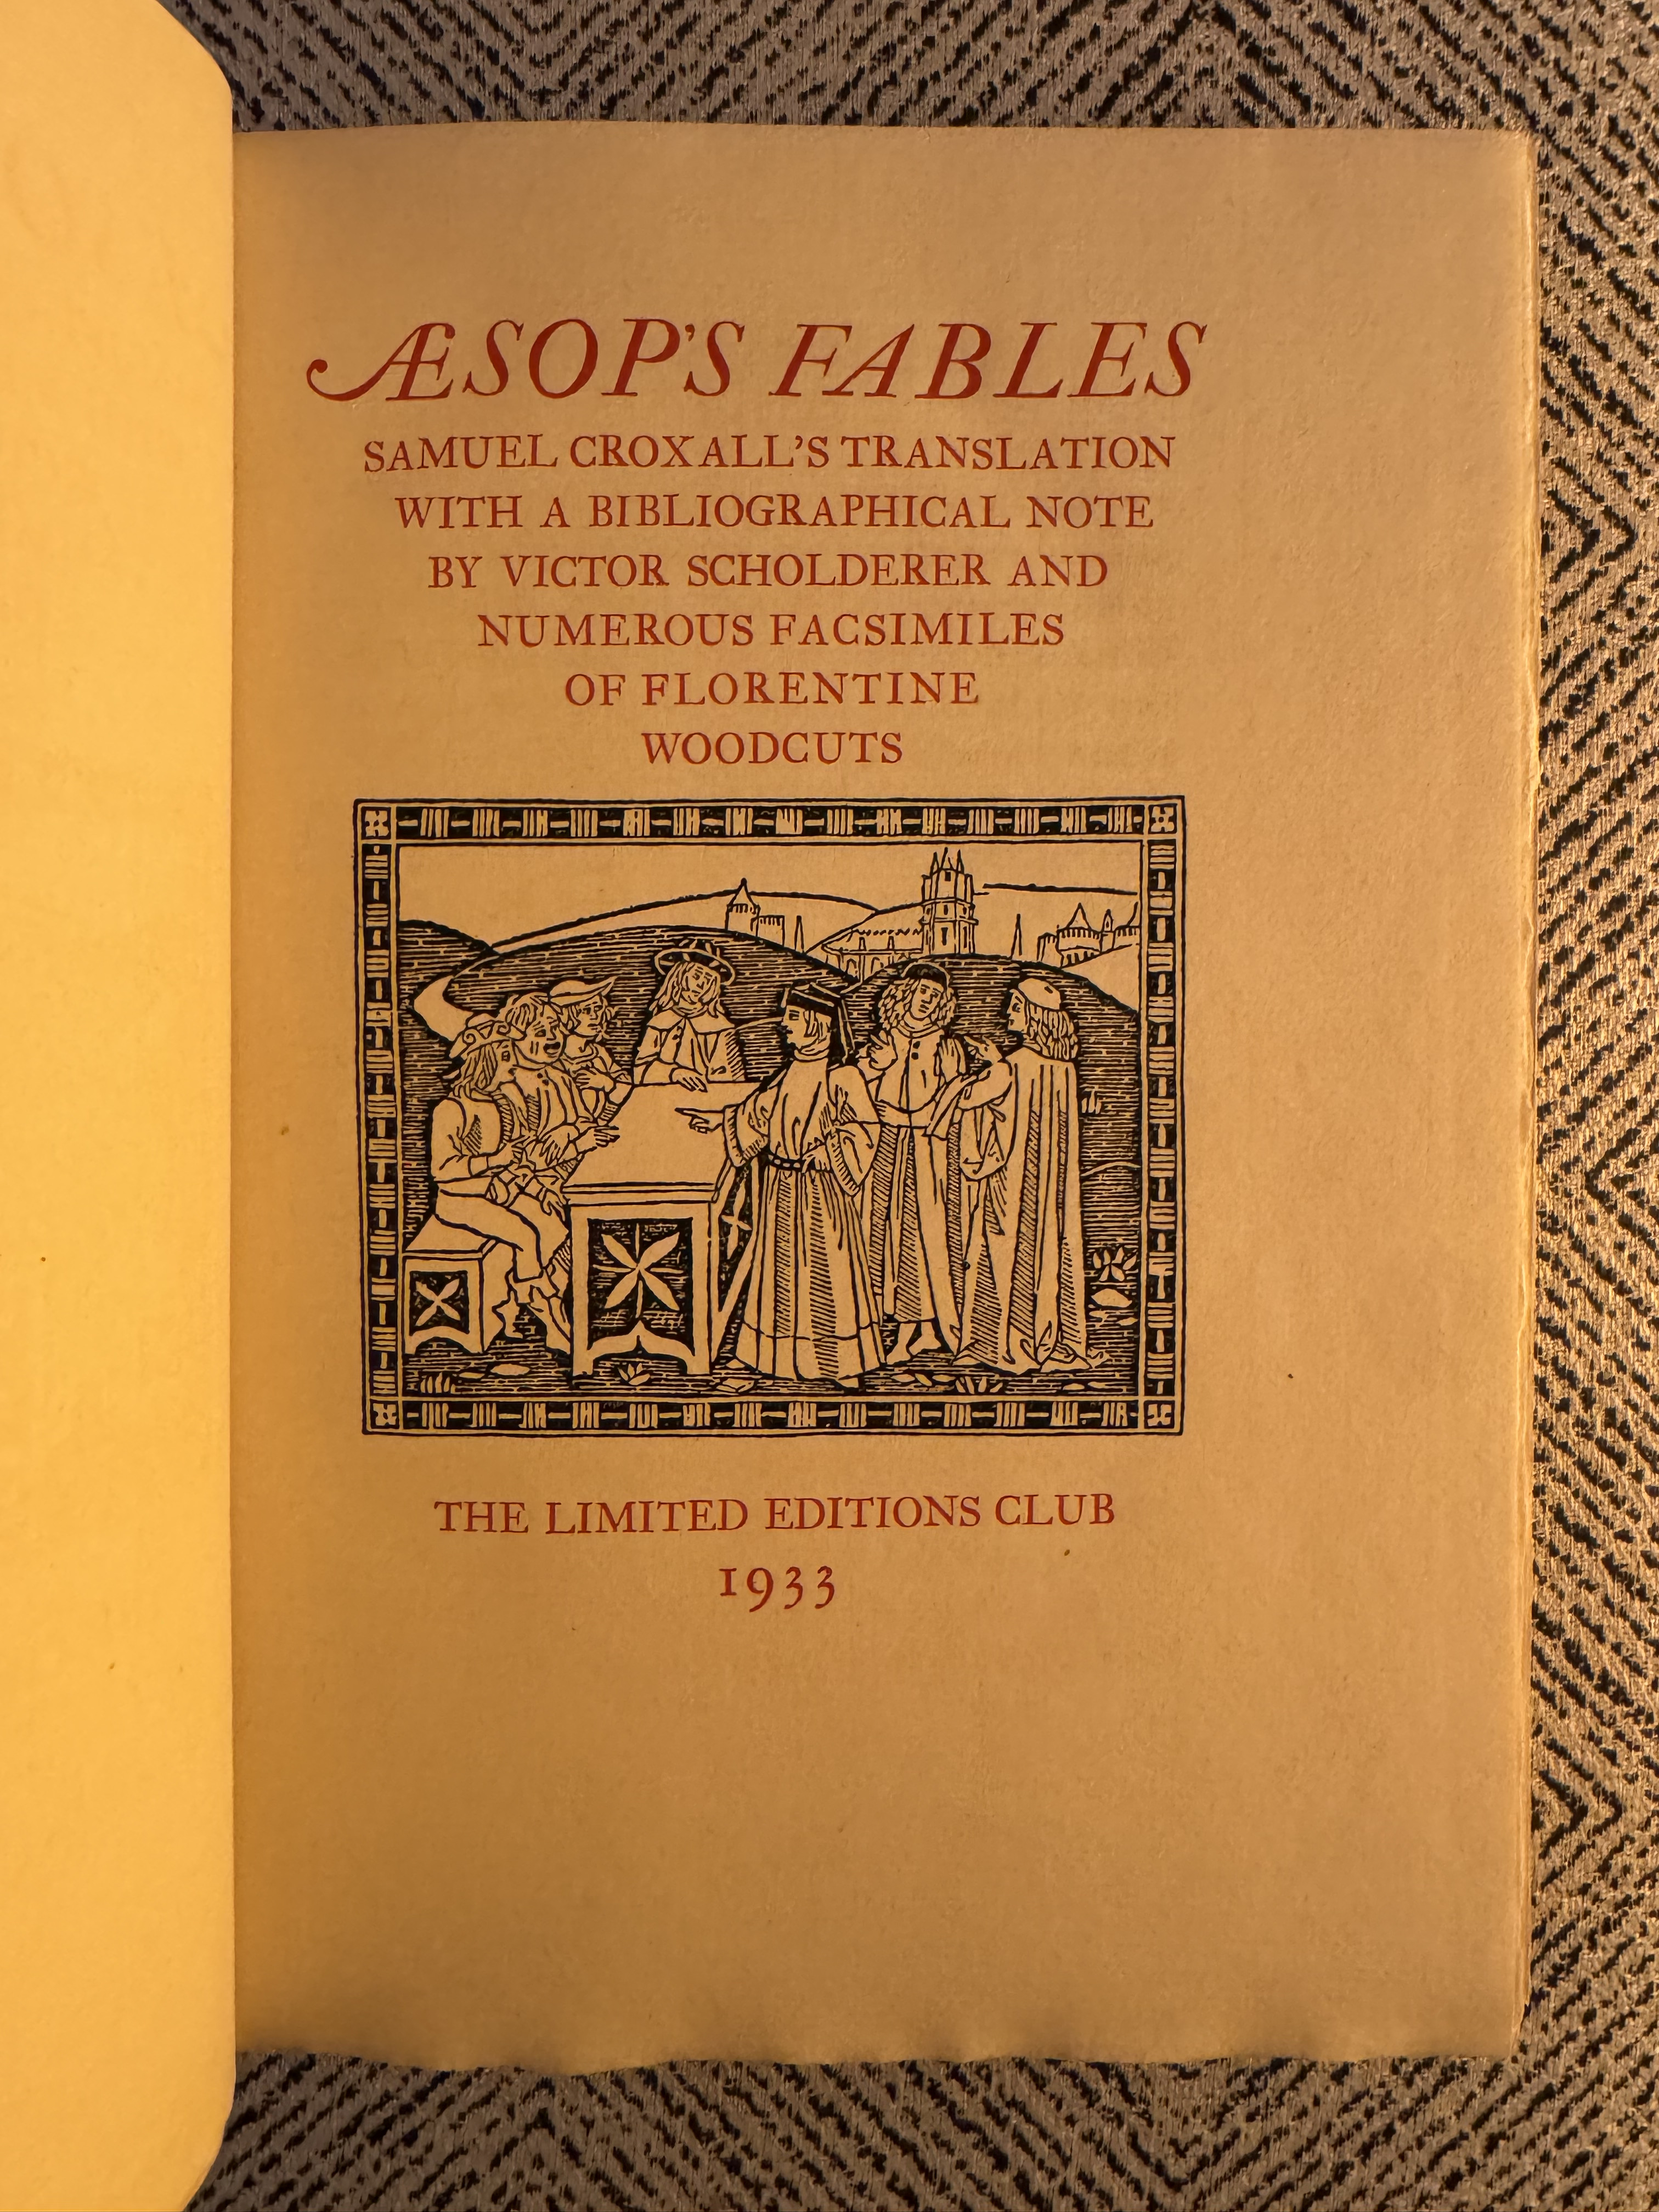 ÆSOP'S FABLES
SAMUEL CROXALL'S TRANSLATION
WITH A BIBLIOGRAPHICAL NOTE
BY VICTOR SCHOLDERER AND
NUMEROUS FACSIMILES
OF FLORENTINE
WOODCUTS
THE LIMITED EDITIONS CLUB
1933